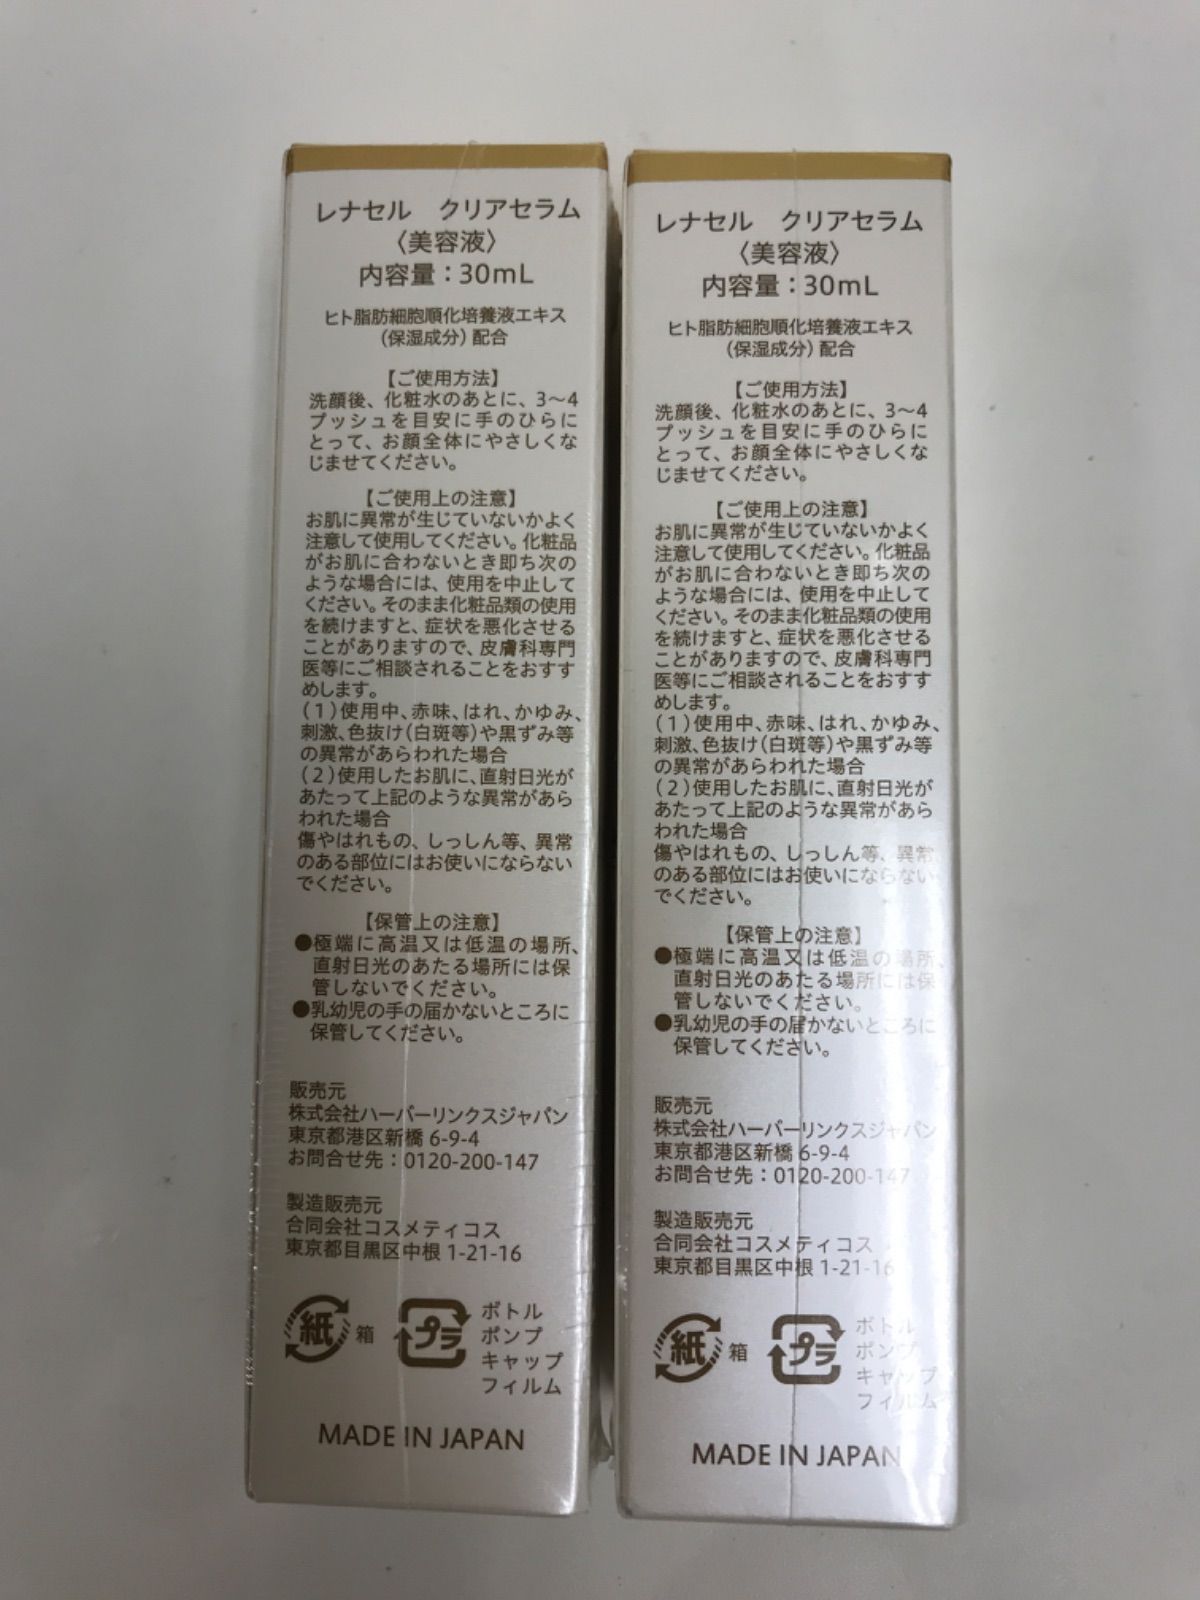 レナセル　クリアセラム
〈美容液〉
内容量：30mL
ヒト脂肪細胞順化培養液エキス
（保湿成分）配合
【ご使用方法】
洗顔後、化粧水のあとに、3〜4
プッシュを目安に手のひらに
とって、お顔全体にやさしくな
じませてください。
【ご使用上の注意】
お肌に異常が生じていないかよく
注意して使用してください。化粧品
がお肌に合わないとき即ち次の
ような場合には、使用を中止して
ください。そのまま化粧品類の使用
を続けますと、症状を悪化させる
ことがありますので、皮膚科専門
医等にご相談されることをおすす
めします。
（1）使用中、赤味、はれ、かゆみ、
刺激、色抜け（白斑等）や黒ずみ等
の異常があらわれた場合
（2）使用したお肌に、直射日光が
あたって上記のような異常があら
われた場合
傷やはれもの、しっしん等、異常
のある部位にはお使いにならない
でください。
【保管上の注意】
●極端に高温又は低温の場所、
直射日光のあたる場所には保
管しないでください。
●乳幼児の手の届かないところに
保管してください。
販売元
株式会社ハーバーリンクスジャパン
東京都港区新橋 6-9-4
お問合せ先：0120-200-147
製造販売元
合同会社コスメティコス
東京都目黒区中根 1-21-16
紙 箱
プラ
ボトル
ポンプ
キャップ
フィルム
MADE IN JAPAN
レナセル　クリアセラム
〈美容液〉
内容量：30mL
ヒト脂肪細胞順化培養液エキス
（保湿成分）配合
【ご使用方法】
洗顔後、化粧水のあとに、3〜4
プッシュを目安に手のひらに
とって、お顔全体にやさしくな
じませてください。
【ご使用上の注意】
お肌に異常が生じていないかよく
注意して使用してください。化粧品
がお肌に合わないとき即ち次の
ような場合には、使用を中止して
ください。そのまま化粧品類の使用
を続けますと、症状を悪化させる
ことがありますので、皮膚科専門
医等にご相談されることをおすす
めします。
（1）使用中、赤味、はれ、かゆみ、
刺激、色抜け（白斑等）や黒ずみ等
の異常があらわれた場合
（2）使用したお肌に、直射日光が
あたって上記のような異常があら
われた場合
傷やはれもの、しっしん等、異常
のある部位にはお使いにならない
でください。
【保管上の注意】
●極端に高温又は低温の場所、
直射日光のあたる場所には保
管しないでください。
●乳幼児の手の届かないところに
保管してください。
販売元
株式会社ハーバーリンクスジャパン
東京都港区新橋 6-9-4
お問合せ先：0120-200-147
製造販売元
合同会社コスメティコス
東京都目黒区中根 1-21-16
紙 箱
プラ
ボトル
ポンプ
キャップ
フィルム
MADE IN JAPAN